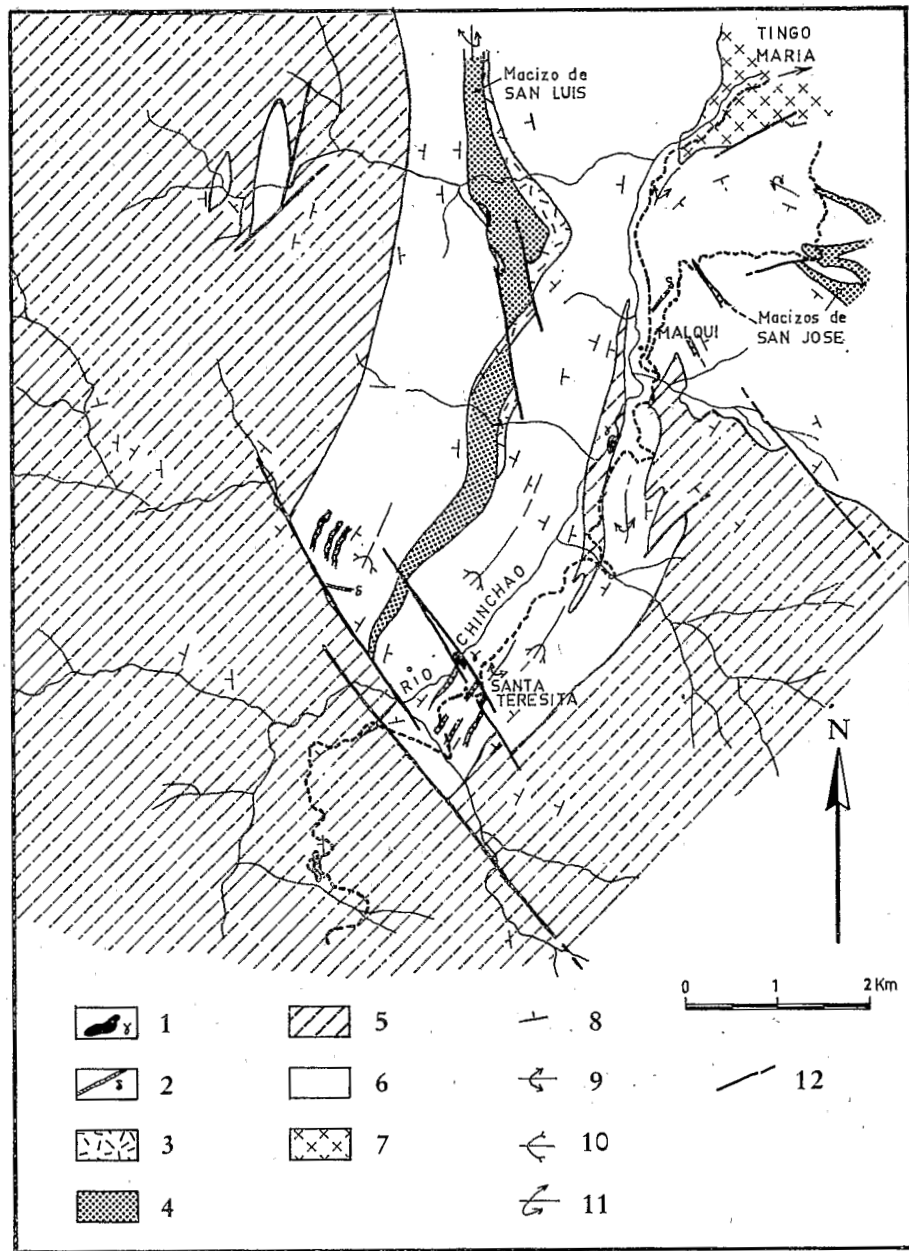 TINGO
MARIA
Macizo de
SAN LUIS
MALQUI
δ
Macizos de
SAN JOSE
γ
δ
RIO CHINCHAO
SANTA
TERESITA
N
0 1 2 Km
γ 1
δ 2
3
4
5
6
7
8
9
10
11
12